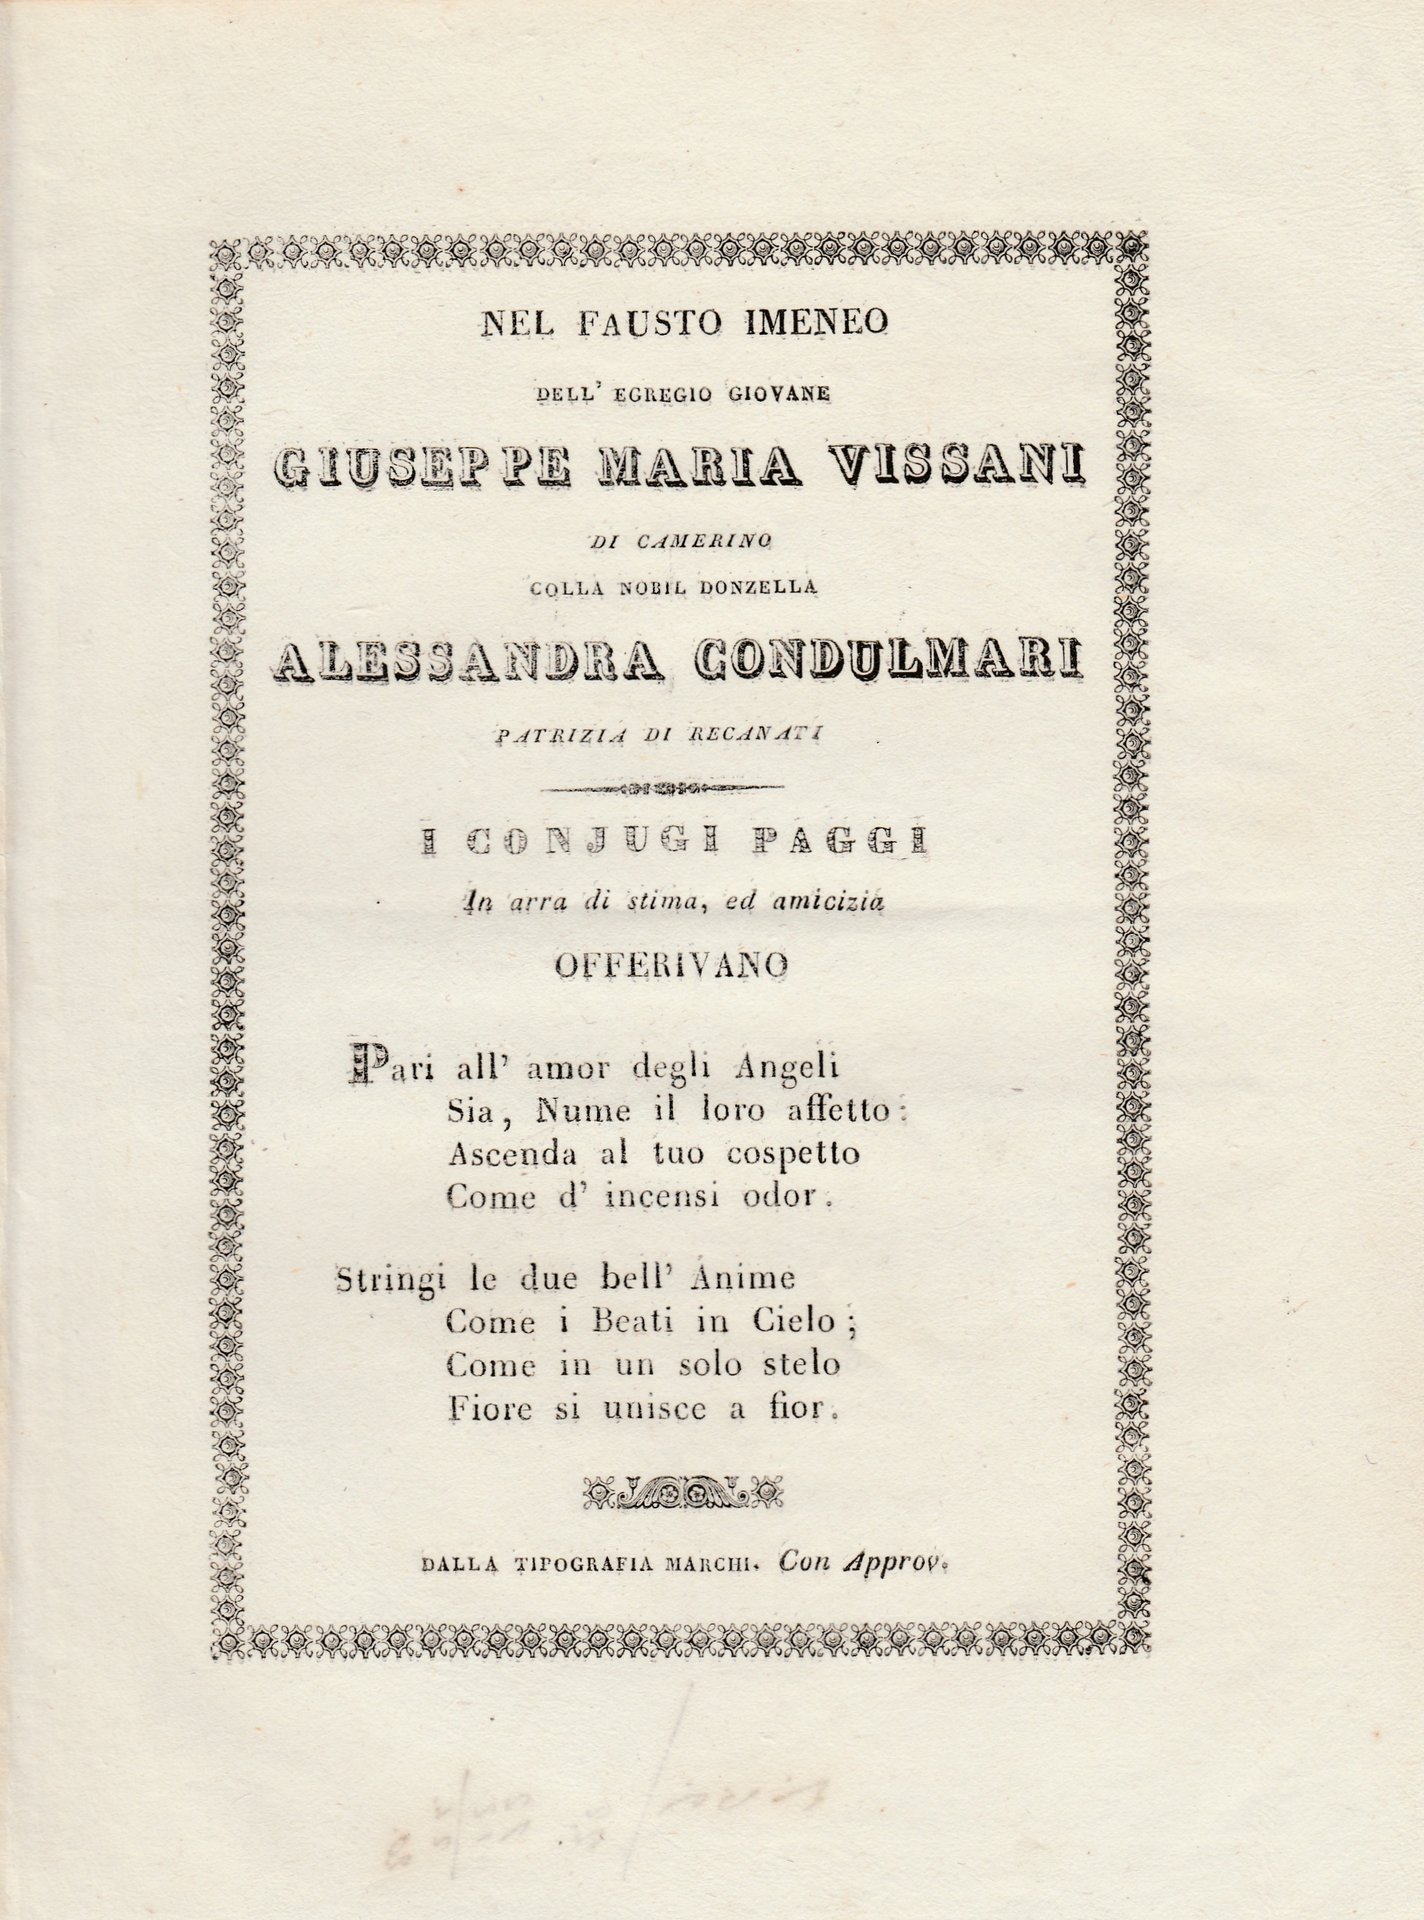 NEL FAUSTO IMENEO
DELL' EGREGIO GIOVANE
GIUSEPPE MARIA VISSANI
DI CAMERINO
COLLA NOBIL DONZELLA
ALESSANDRA CONDULMARI
PATRIZIA DI RECANATI
I CONJUGI PAGGI
In arra di stima, ed amicizia
OFFERIVANO
Pari all' amor degli Angeli
Sia, Nume il loro affetto:
Ascenda al tuo cospetto
Come d' incensi odor.
Stringi le due bell' Anime
Come i Beati in Cielo;
Come in un solo stelo
Fiore si unisce a fior.
DALLA TIPOGRAFIA MARCHI. Con Approv.